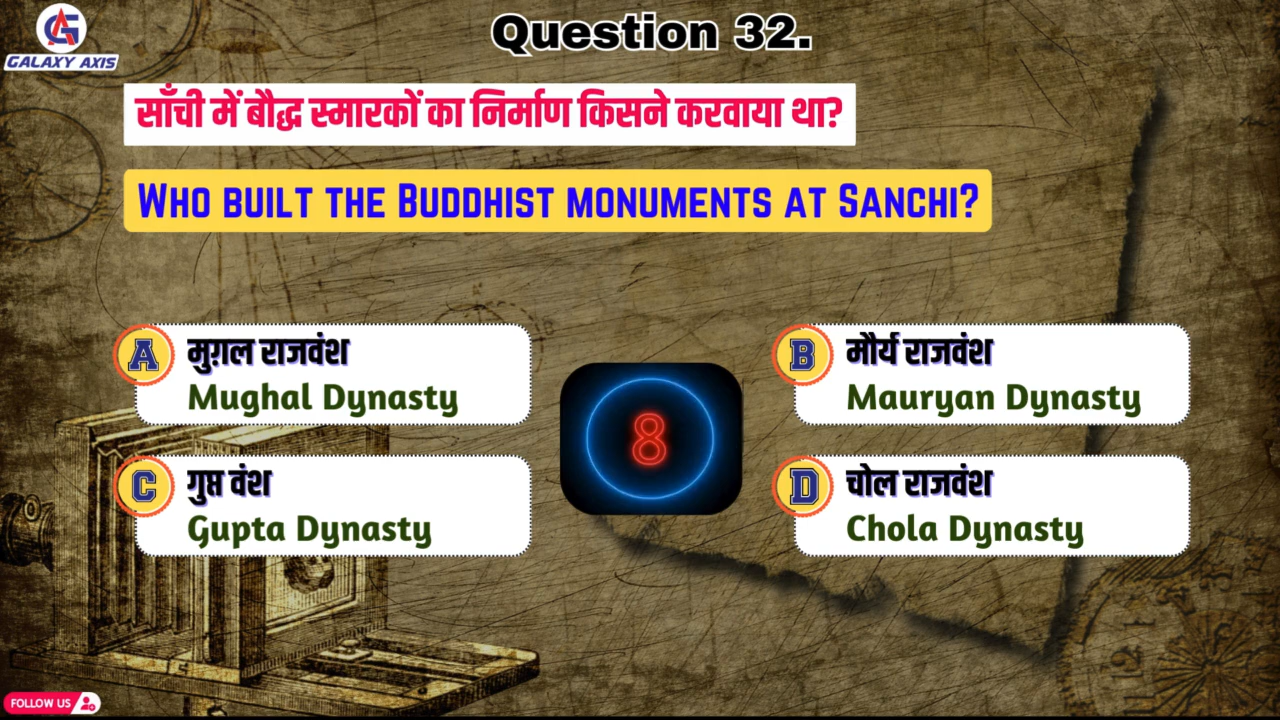 GALAXY AXIS
Question 32.
साँची में बौद्ध स्मारकों का निर्माण किसने करवाया था?
WHO BUILT THE BUDDHIST MONUMENTS AT SANCHI?
A
मुग़ल राजवंश
Mughal Dynasty
B
मौर्य राजवंश
Mauryan Dynasty
8
C
गुप्त वंश
Gupta Dynasty
D
चोल राजवंश
Chola Dynasty
FOLLOW US